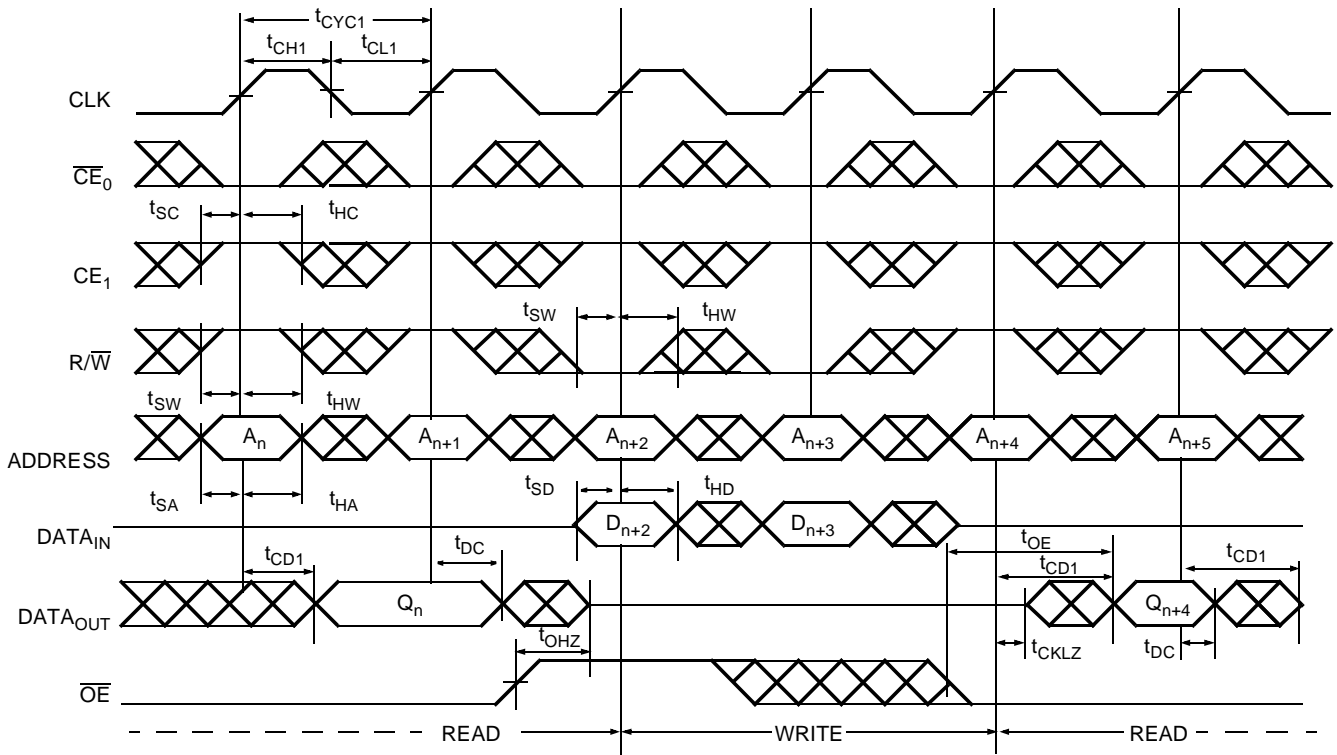 tCYC1
tCH1 tCL1
CLK
CE0
tSC tHC
CE1
tSW tHW
R/W
tSW tHW
An An+1 An+2 An+3 An+4 An+5
ADDRESS
tSA tHA tSD tHD
Dn+2 Dn+3
DATAIN
tOE
tCD1 tDC tCD1 tCD1
Qn Qn+4
DATAOUT
tOHZ tCKLZ tDC
OE
READ WRITE READ